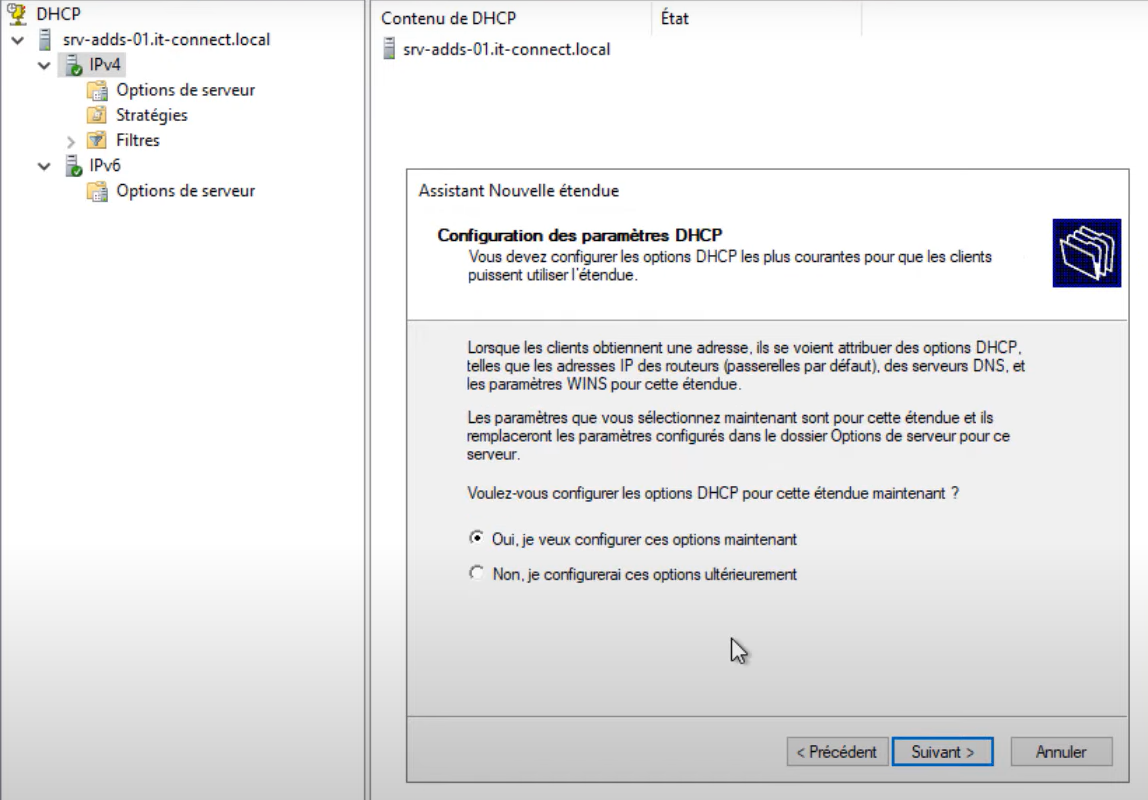 DHCP
srv-adds-01.it-connect.local
IPv4
Options de serveur
Stratégies
Filtres
IPv6
Options de serveur
Contenu de DHCP
État
srv-adds-01.it-connect.local
Assistant Nouvelle étendue
Configuration des paramètres DHCP
Vous devez configurer les options DHCP les plus courantes pour que les clients
puissent utiliser l'étendue.
Lorsque les clients obtiennent une adresse, ils se voient attribuer des options DHCP,
telles que les adresses IP des routeurs (passerelles par défaut), des serveurs DNS, et
les paramètres WINS pour cette étendue.
Les paramètres que vous sélectionnez maintenant sont pour cette étendue et ils
remplaceront les paramètres configurés dans le dossier Options de serveur pour ce
serveur.
Voulez-vous configurer les options DHCP pour cette étendue maintenant ?
Oui, je veux configurer ces options maintenant
Non, je configurerai ces options ultérieurement
< Précédent
Suivant >
Annuler